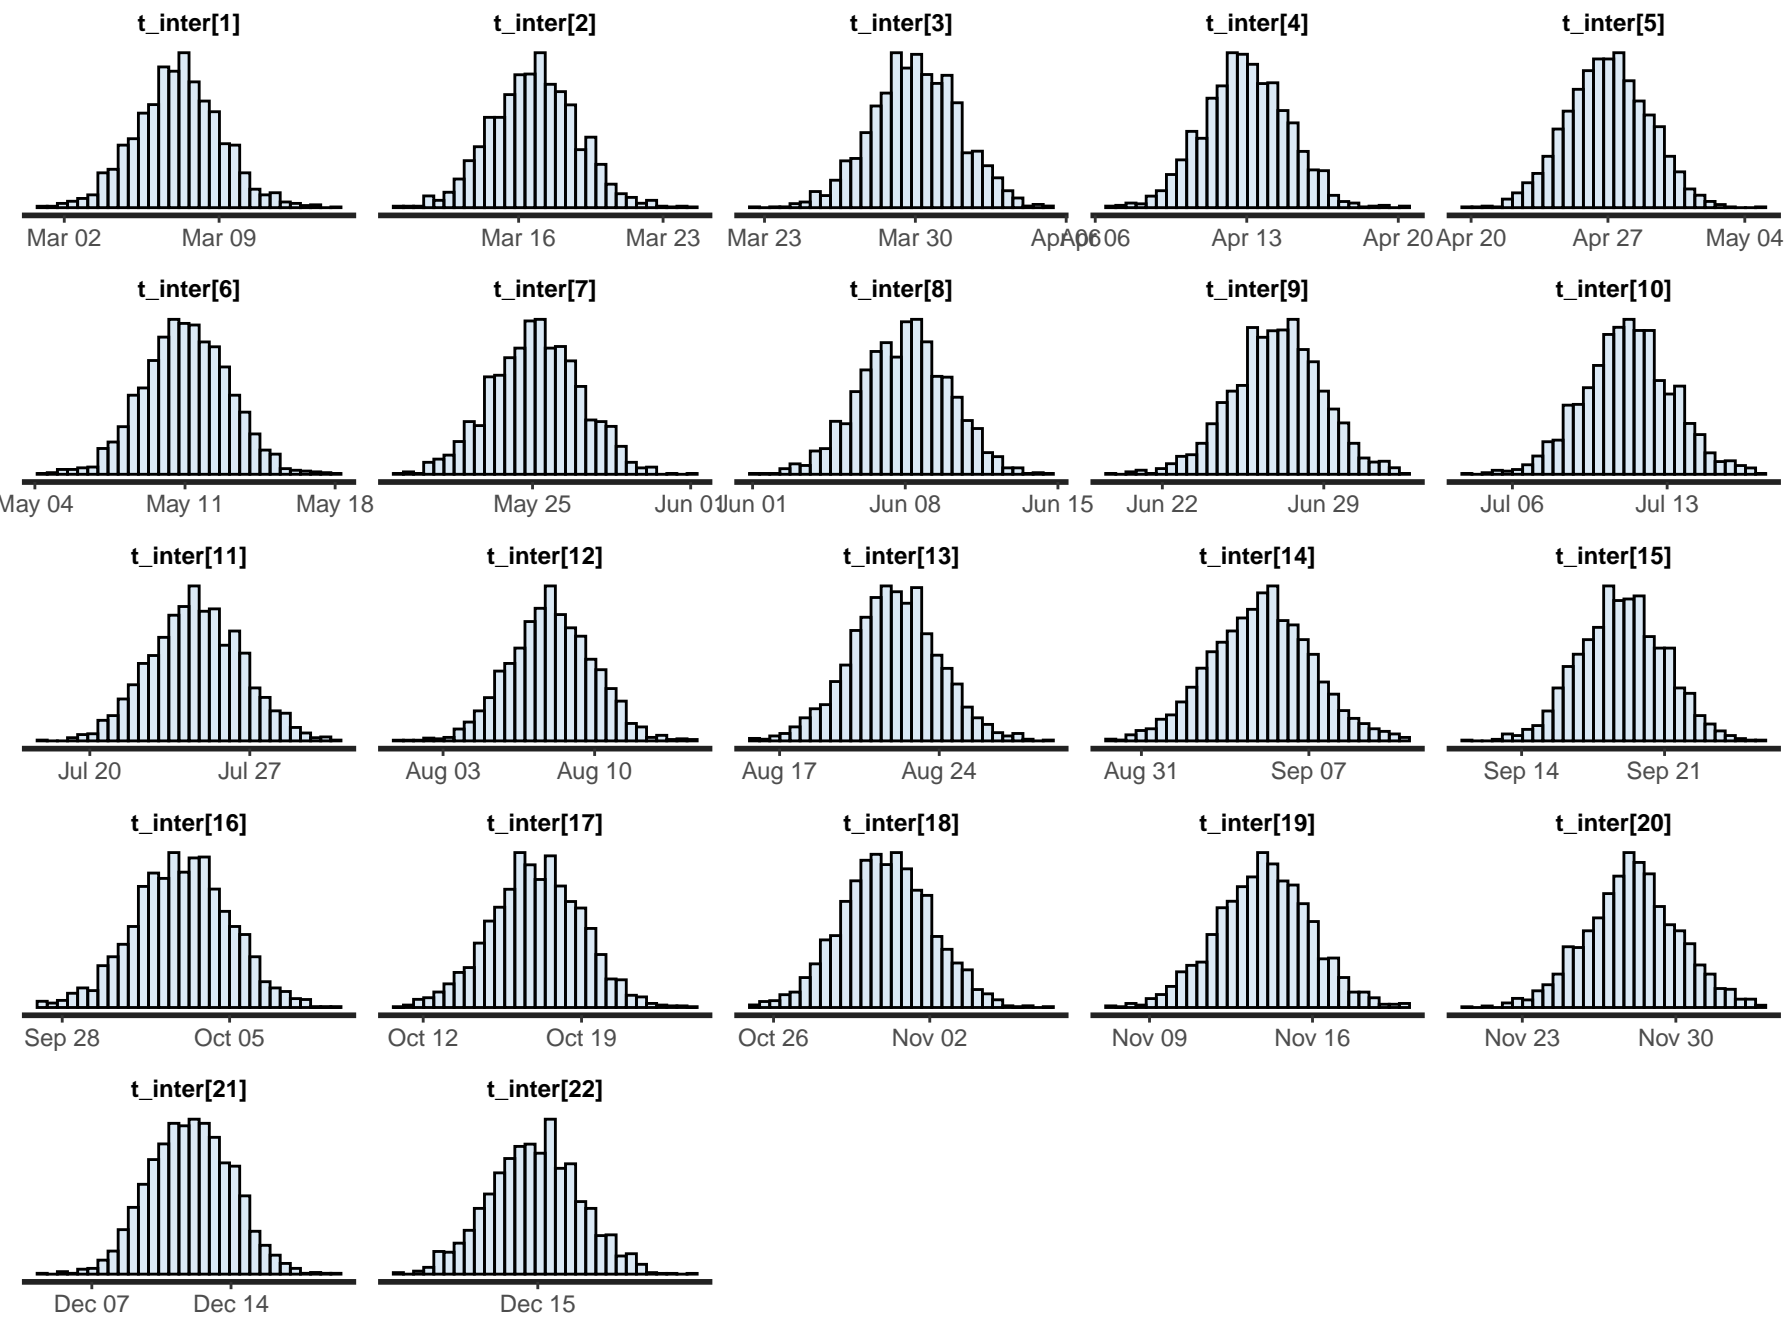 t_inter[1] t_inter[2] t_inter[3] t_inter[4] t_inter[5]
Mar 02 Mar 09 Mar 16 Mar 23 Mar 23 Mar 30 Apr 06 Apr 06 Apr 13 Apr 20 Apr 20 Apr 27 May 04
t_inter[6] t_inter[7] t_inter[8] t_inter[9] t_inter[10]
May 04 May 11 May 18 May 25 Jun 01 Jun 01 Jun 08 Jun 15 Jun 22 Jun 29 Jul 06 Jul 13
t_inter[11] t_inter[12] t_inter[13] t_inter[14] t_inter[15]
Jul 20 Jul 27 Aug 03 Aug 10 Aug 17 Aug 24 Aug 31 Sep 07 Sep 14 Sep 21
t_inter[16] t_inter[17] t_inter[18] t_inter[19] t_inter[20]
Sep 28 Oct 05 Oct 12 Oct 19 Oct 26 Nov 02 Nov 09 Nov 16 Nov 23 Nov 30
t_inter[21] t_inter[22]
Dec 07 Dec 14 Dec 15